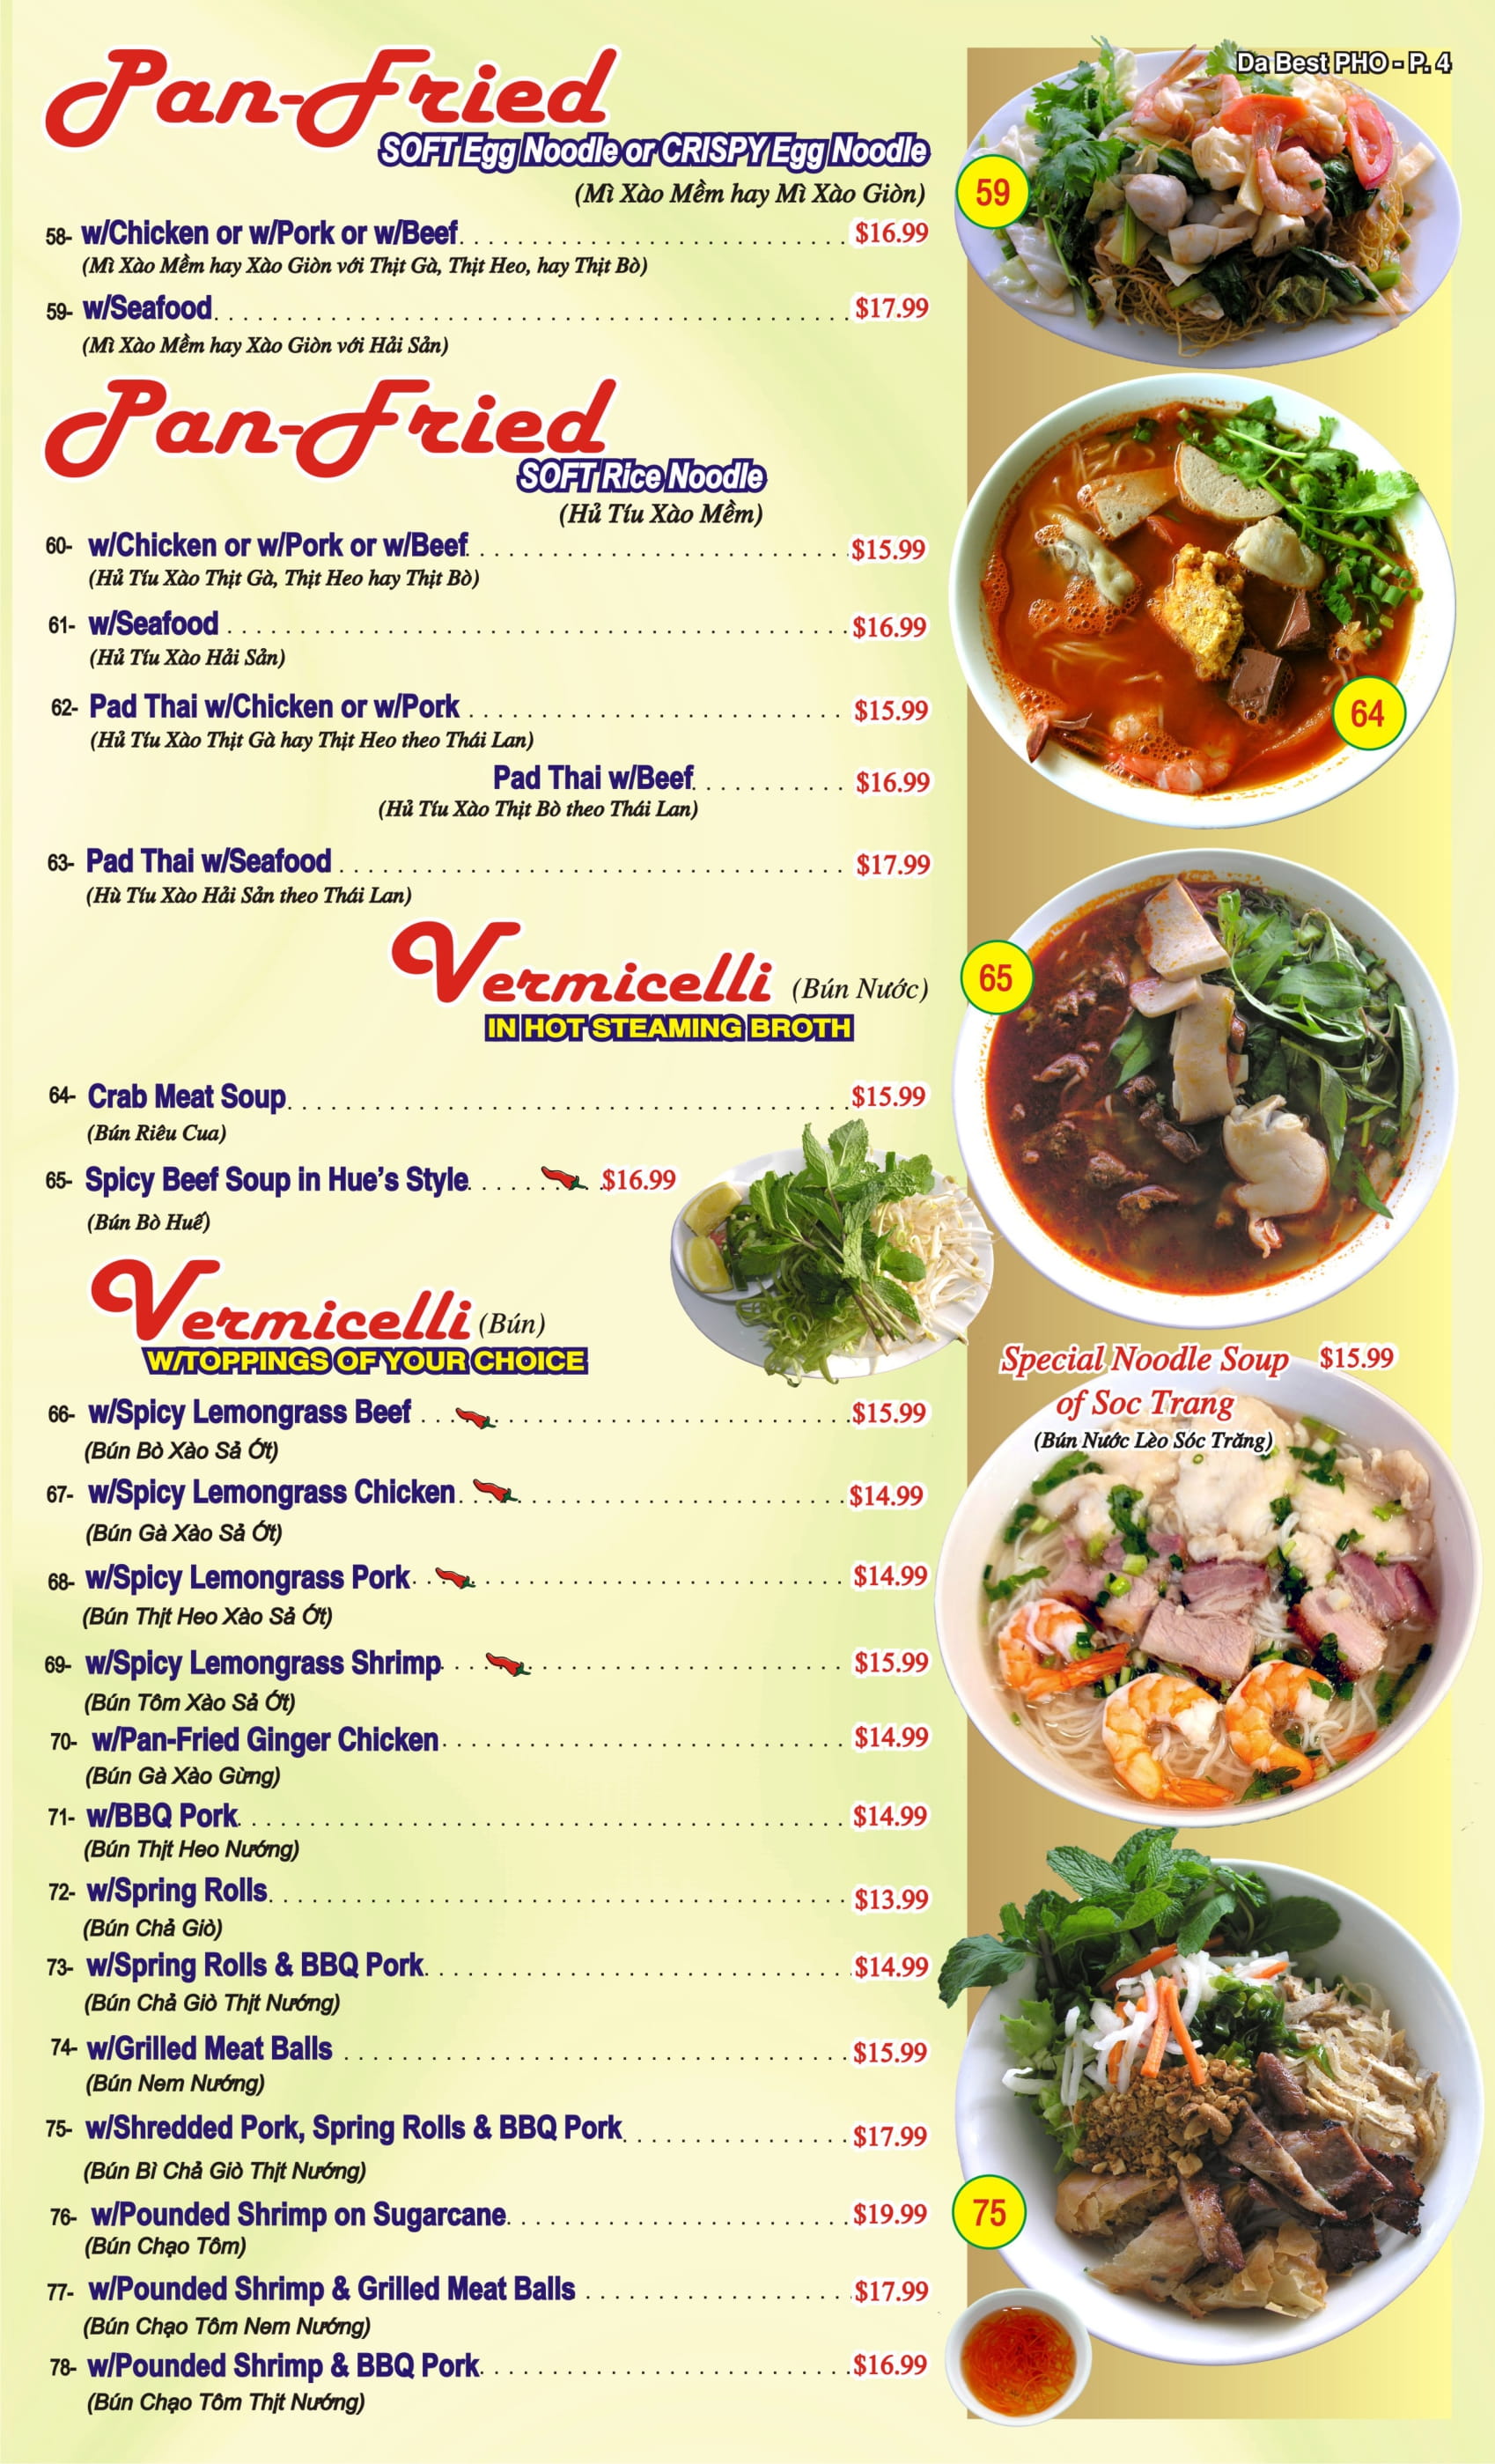 Da Best PHO - P. 4
Pan-Fried
SOFT Egg Noodle or CRISPY Egg Noodle
(Mì Xào Mềm hay Mì Xào Giòn)
58- w/Chicken or w/Pork or w/Beef $16.99
(Mì Xào Mềm hay Xào Giòn với Thịt Gà, Thịt Heo, hay Thịt Bò)
59- w/Seafood $17.99
(Mì Xào Mềm hay Xào Giòn với Hải Sản)
59
Pan-Fried
SOFT Rice Noodle
(Hủ Tíu Xào Mềm)
60- w/Chicken or w/Pork or w/Beef $15.99
(Hủ Tíu Xào Thịt Gà, Thịt Heo hay Thịt Bò)
61- w/Seafood $16.99
(Hủ Tíu Xào Hải Sản)
62- Pad Thai w/Chicken or w/Pork $15.99
(Hủ Tíu Xào Thịt Gà hay Thịt Heo theo Thái Lan)
Pad Thai w/Beef $16.99
(Hủ Tíu Xào Thịt Bò theo Thái Lan)
63- Pad Thai w/Seafood $17.99
(Hù Tíu Xào Hải Sản theo Thái Lan)
64
Vermicelli (Bún Nước)
IN HOT STEAMING BROTH
64- Crab Meat Soup $15.99
(Bún Riêu Cua)
65- Spicy Beef Soup in Hue's Style $16.99
(Bún Bò Huế)
65
Vermicelli (Bún)
W/TOPPINGS OF YOUR CHOICE
66- w/Spicy Lemongrass Beef $15.99
(Bún Bò Xào Sả Ớt)
67- w/Spicy Lemongrass Chicken $14.99
(Bún Gà Xào Sả Ớt)
68- w/Spicy Lemongrass Pork $14.99
(Bún Thịt Heo Xào Sả Ớt)
69- w/Spicy Lemongrass Shrimp $15.99
(Bún Tôm Xào Sả Ớt)
70- w/Pan-Fried Ginger Chicken $14.99
(Bún Gà Xào Gừng)
71- w/BBQ Pork $14.99
(Bún Thịt Heo Nướng)
72- w/Spring Rolls $13.99
(Bún Chả Giò)
73- w/Spring Rolls & BBQ Pork $14.99
(Bún Chả Giò Thịt Nướng)
74- w/Grilled Meat Balls $15.99
(Bún Nem Nướng)
75- w/Shredded Pork, Spring Rolls & BBQ Pork $17.99
(Bún Bì Chả Giò Thịt Nướng)
76- w/Pounded Shrimp on Sugarcane $19.99
(Bún Chạo Tôm)
77- w/Pounded Shrimp & Grilled Meat Balls $17.99
(Bún Chạo Tôm Nem Nướng)
78- w/Pounded Shrimp & BBQ Pork $16.99
(Bún Chạo Tôm Thịt Nướng)
Special Noodle Soup $15.99
of Soc Trang
(Bún Nước Lèo Sóc Trăng)
75